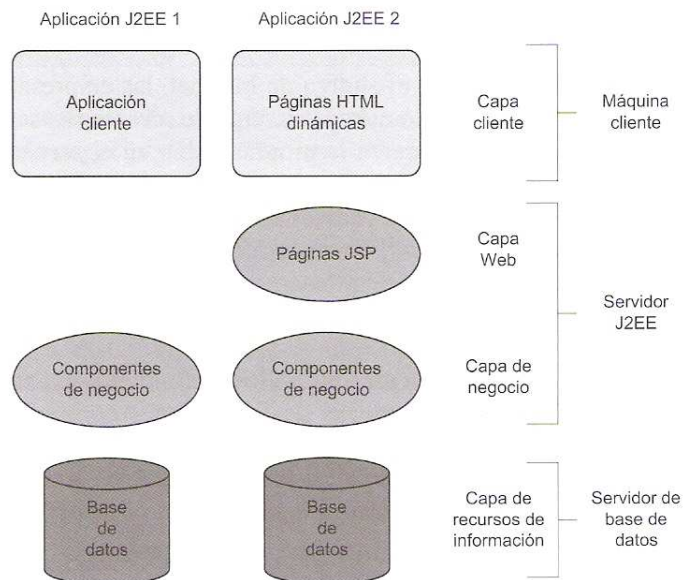 Aplicación J2EE 1
Aplicación J2EE 2
Aplicación
cliente
Páginas HTML
dinámicas
Capa
cliente
Máquina
cliente
Páginas JSP
Capa
Web
Servidor
J2EE
Componentes
de negocio
Componentes
de negocio
Capa de
negocio
Base
de
datos
Base
de
datos
Capa de
recursos de
información
Servidor de
base de
datos